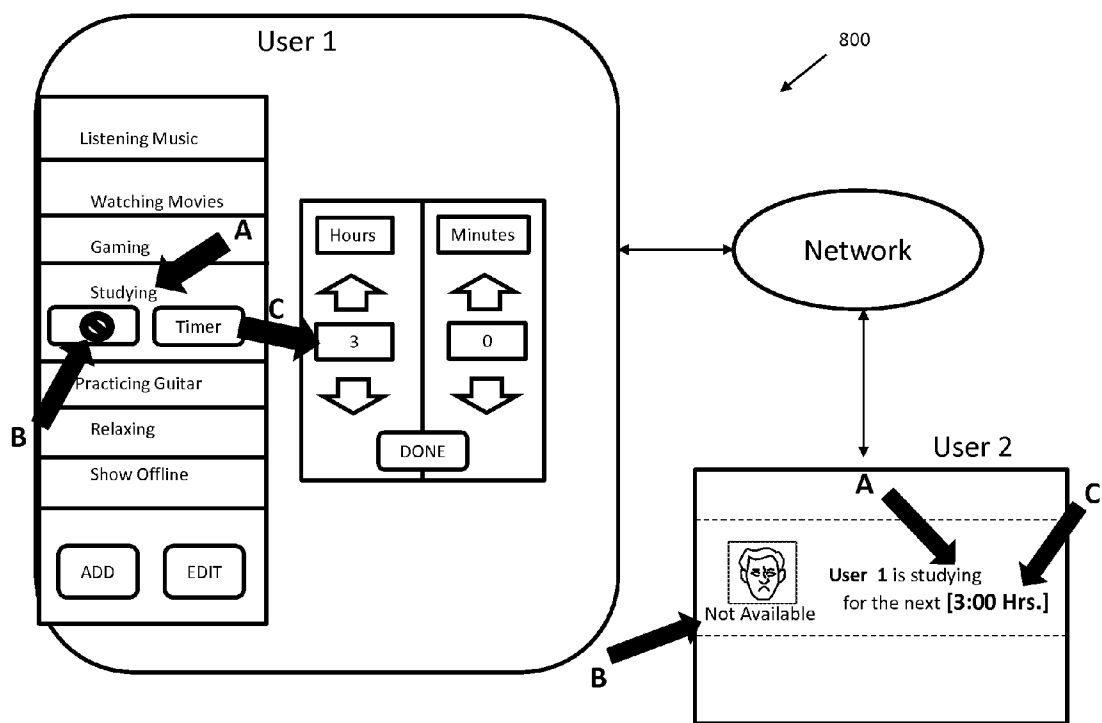 User 1
800
Listening Music
Watching Movies
A
Gaming
Studying
Timer
C
B
Practicing Guitar
Relaxing
Show Offline
ADD
EDIT
Hours
Minutes
3
0
DONE
Network
User 2
A
C
User 1 is studying
for the next [3:00 Hrs.]
Not Available
B